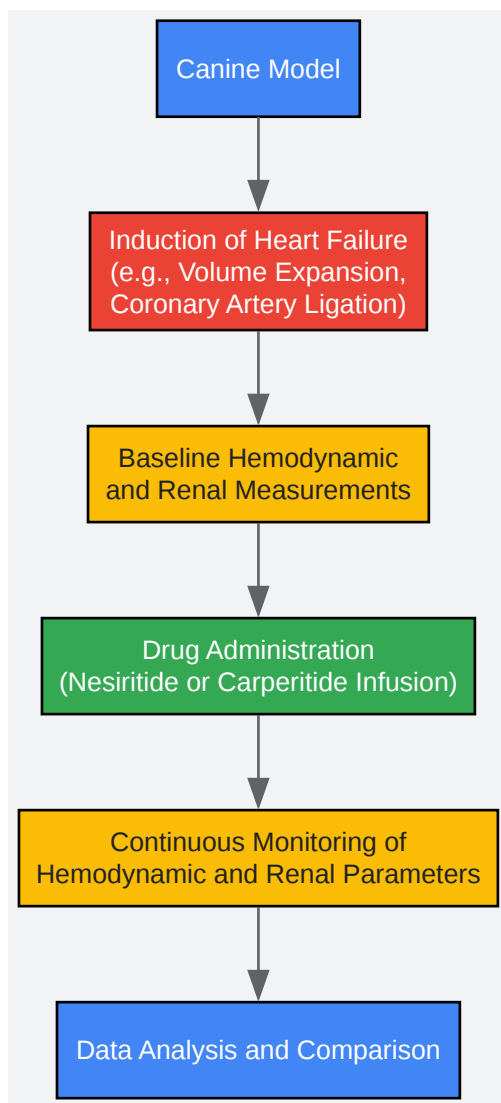 Canine Model
Induction of Heart Failure
(e.g., Volume Expansion,
Coronary Artery Ligation)
Baseline Hemodynamic
and Renal Measurements
Drug Administration
(Nesiritide or Carperitide Infusion)
Continuous Monitoring of
Hemodynamic and Renal Parameters
Data Analysis and Comparison